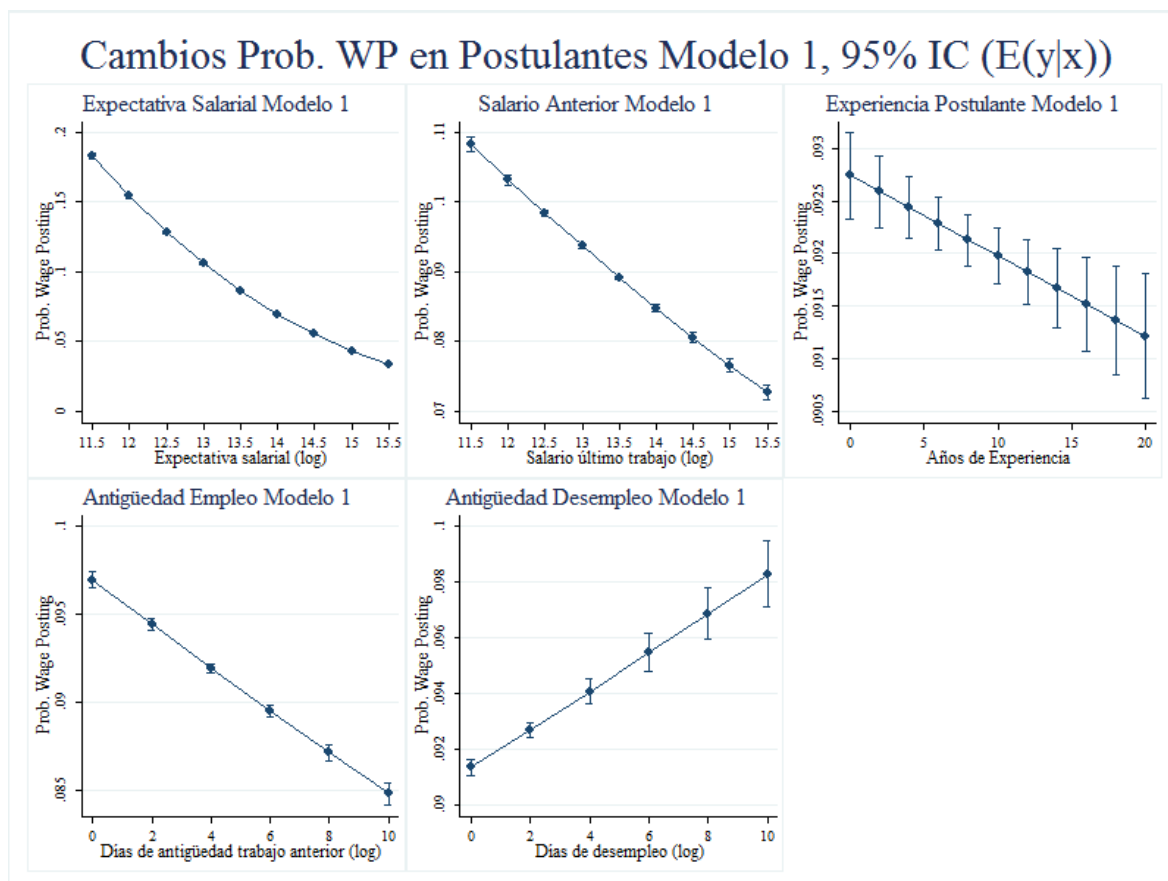 Cambios Prob. WP en Postulantes Modelo 1, 95% IC (E(y|x))
Expectativa Salarial Modelo 1
Prob. Wage Posting
.2
.15
.1
.05
0
11.5 12 12.5 13 13.5 14 14.5 15 15.5
Expectativa salarial (log)
Salario Anterior Modelo 1
Prob. Wage Posting
.11
.1
.09
.08
.07
11.5 12 12.5 13 13.5 14 14.5 15 15.5
Salario último trabajo (log)
Experiencia Postulante Modelo 1
Prob. Wage Posting
.093
.0925
.092
.0915
.091
.0905
0 5 10 15 20
Años de Experiencia
Antigüedad Empleo Modelo 1
Prob. Wage Posting
.1
.095
.09
.085
0 2 4 6 8 10
Dias de antigüedad trabajo anterior (log)
Antigüedad Desempleo Modelo 1
Prob. Wage Posting
.1
.098
.096
.094
.092
.09
0 2 4 6 8 10
Dias de desempleo (log)